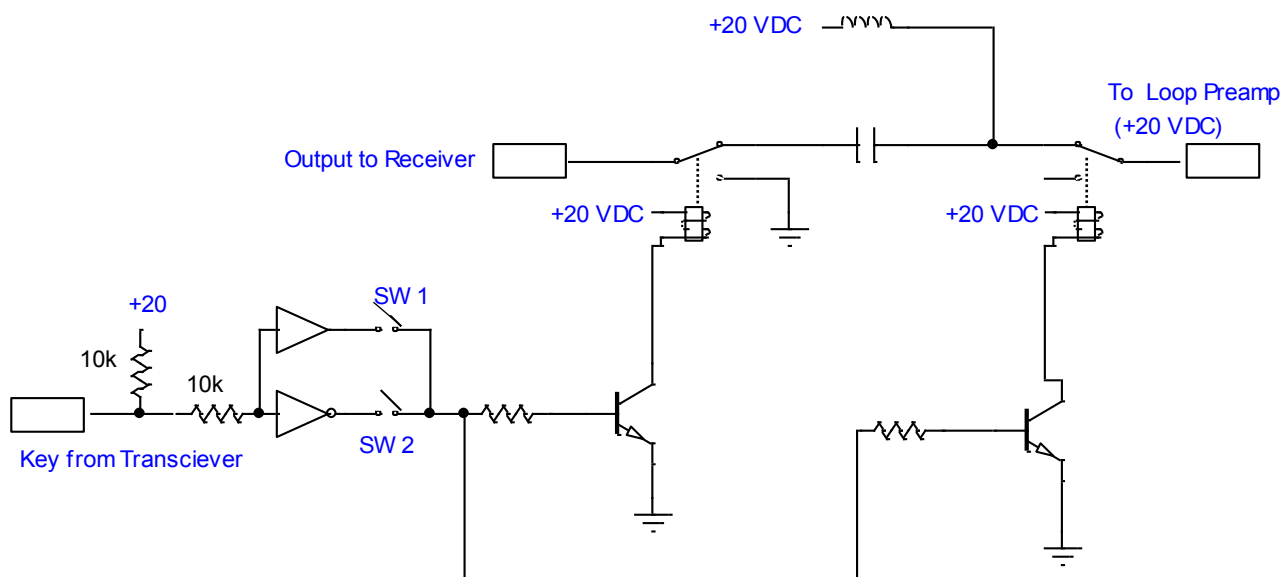 +20 VDC
To Loop Preamp
(+20 VDC)
Output to Receiver
+20 VDC
+20 VDC
+20
SW 1
10k
10k
SW 2
Key from Transciever